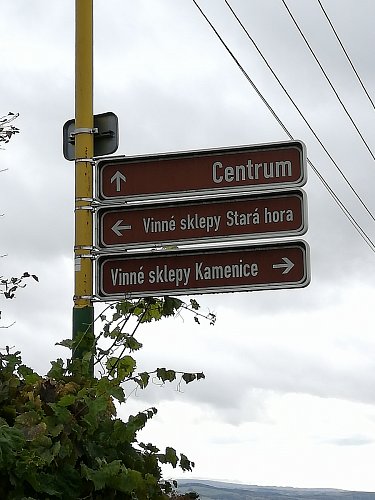 Centrum
Vinné sklepy Stará hora
Vinné sklepy Kamenice